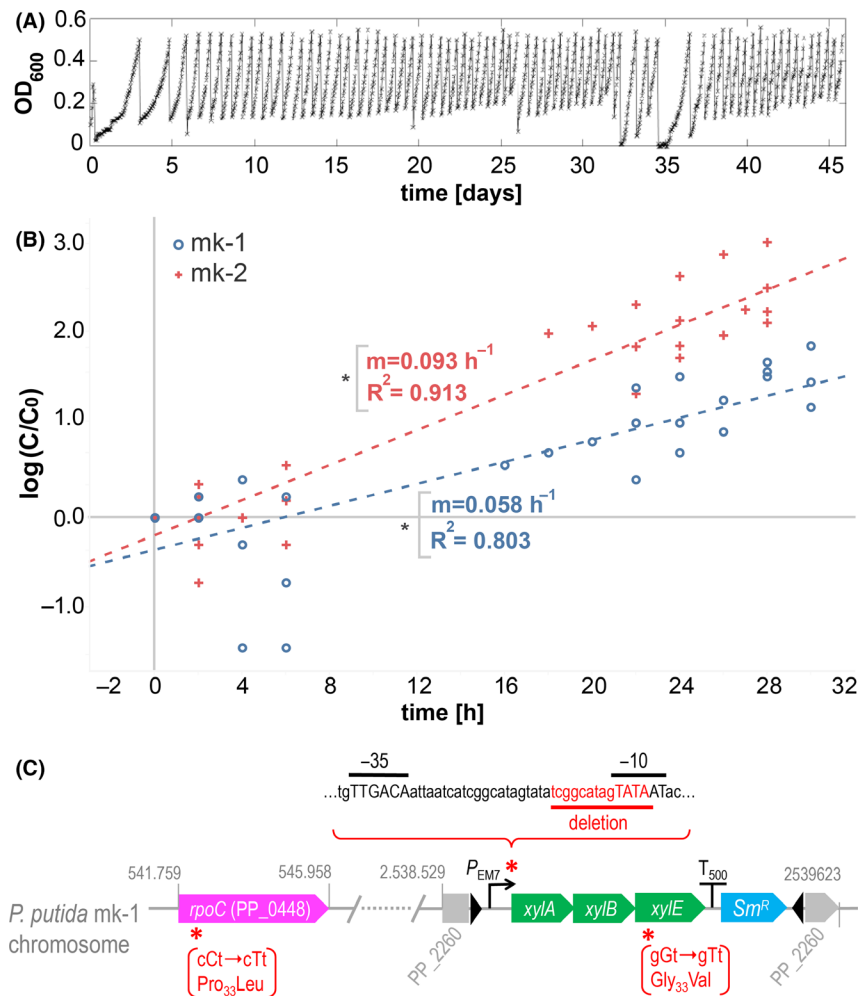 (A)
0.6
0.4
0.2
0
OD600
0 5 10 15 20 25 30 35 40 45
time [days]
(B)
mk-1
mk-2
3.0
2.0
1.0
0.0
–1.0
log(C/C0)
*
m=0.093 h−1
R2= 0.913
*
m=0.058 h−1
R2= 0.803
–2 0 4 8 12 16 20 24 28 32
time [h]
(C)
–35 –10
...tgTTGACAattaatcatcggcatagtatatcggcatagTATAATac...
deletion
541.759 545.958 2.538.529 PEM7 * T500 2539623
P. putida mk-1
chromosome
rpoC (PP_0448)
PP_2260
xylA xylB xylE SmR
PP_2260
*
cCt→cTt
Pro33Leu
*
gGt→gTt
Gly33Val